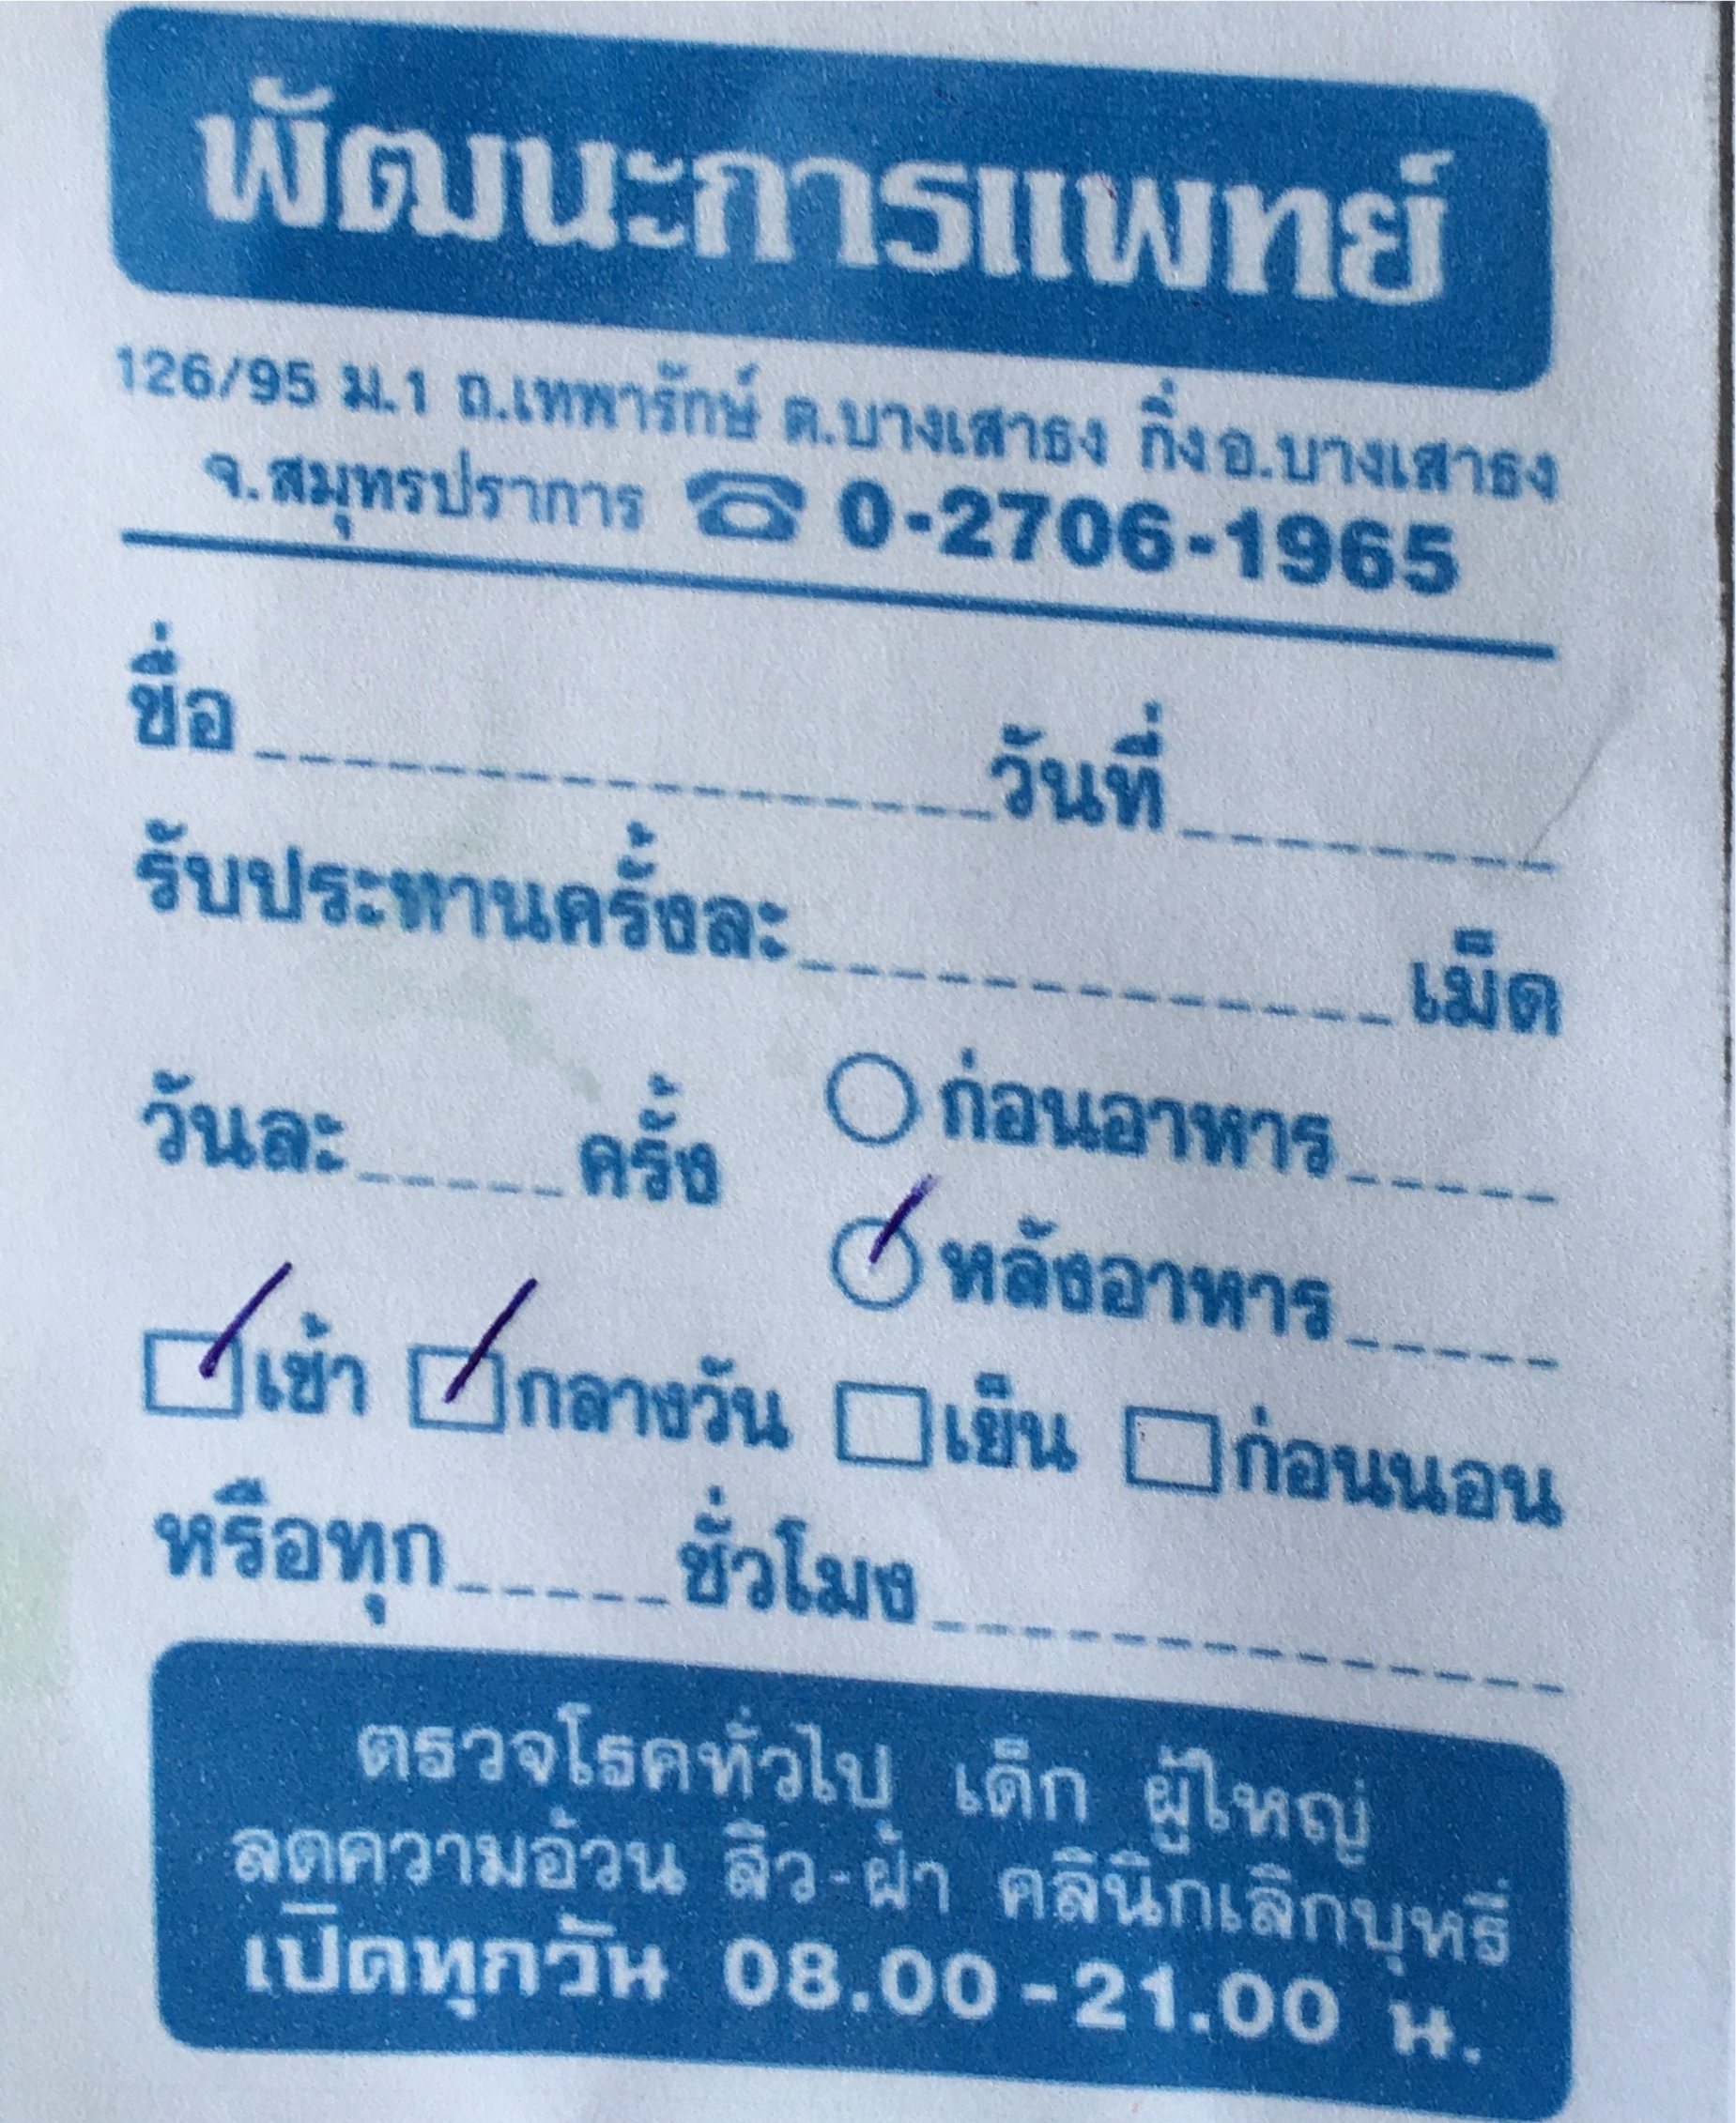 พัฒนะการแพทย์
126/95 ม.1 ถ.เทพารักษ์ ต.บางเสาธง กิ่งอ.บางเสาธง
จ.สมุทรปราการ ☎ 0-2706-1965
ชื่อ วันที่
รับประทานครั้งละ เม็ด
วันละ ครั้ง ก่อนอาหาร
หลังอาหาร
เช้า กลางวัน เย็น ก่อนนอน
หรือทุก ชั่วโมง
ตรวจโรคทั่วไป เด็ก ผู้ใหญ่
ลดความอ้วน สิว-ฝ้า คลินิกเลิกบุหรี่
เปิดทุกวัน 08.00-21.00 น.